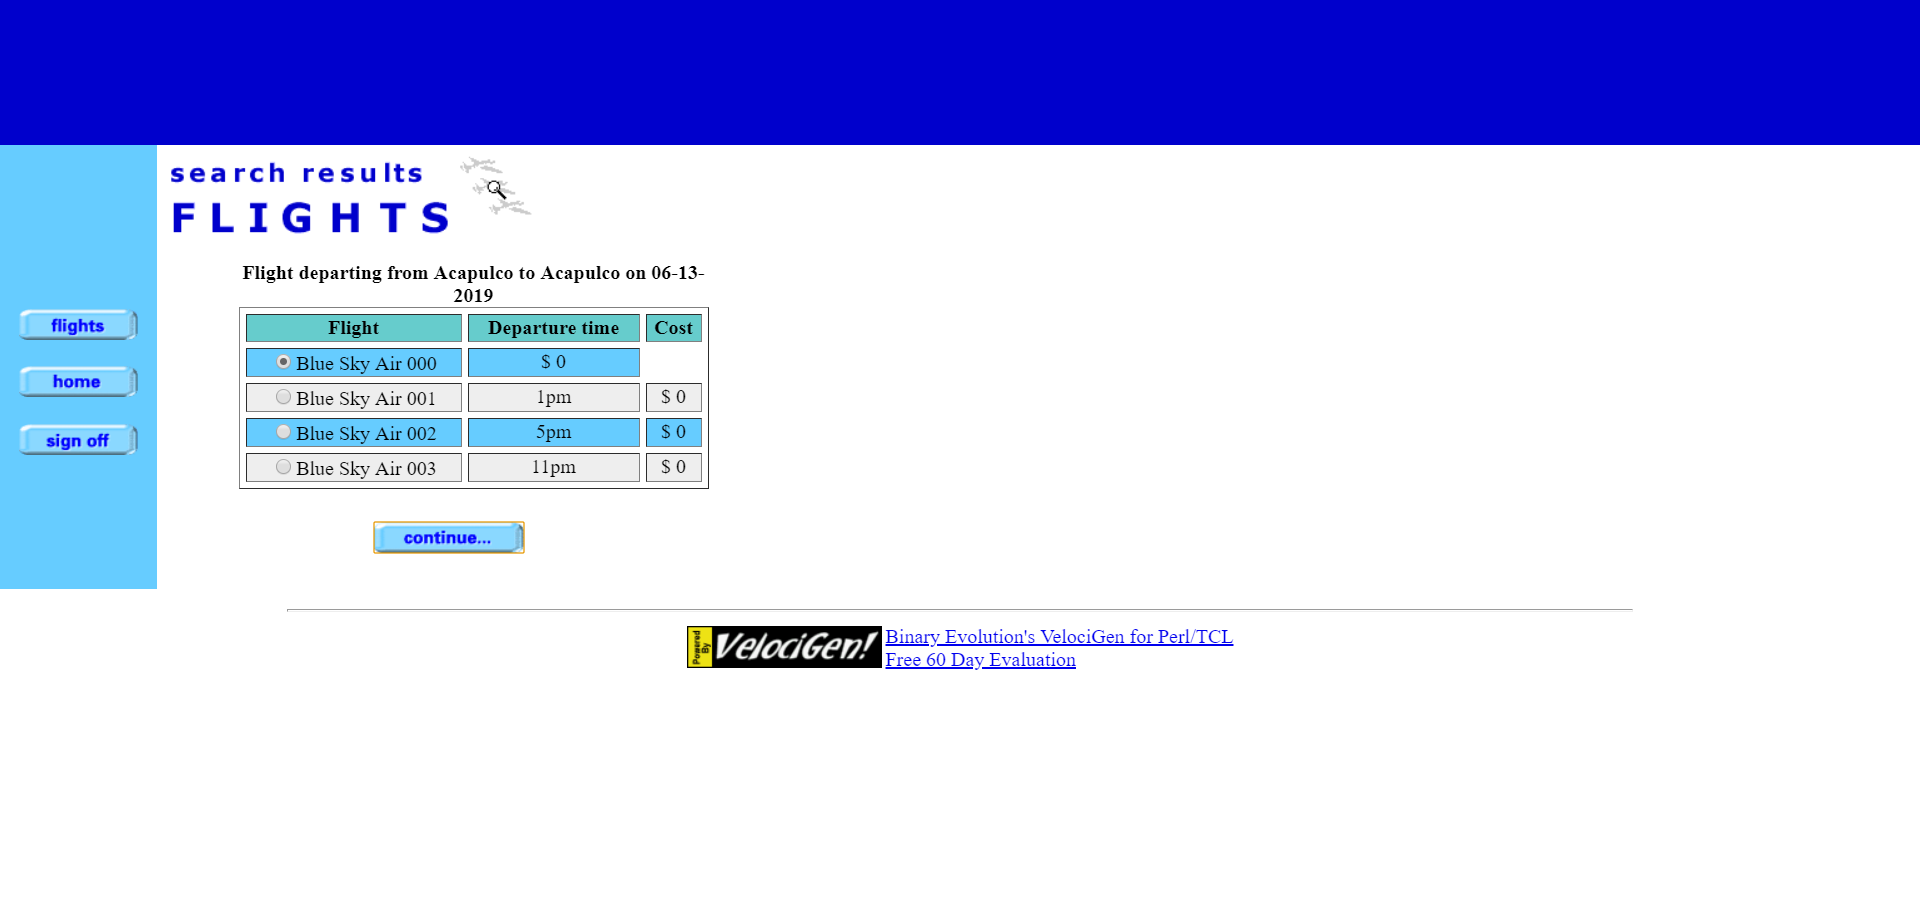 search results
FLIGHTS
flights
home
sign off
Flight departing from Acapulco to Acapulco on 06-13-
2019
Flight Departure time Cost
Blue Sky Air 000 $ 0
Blue Sky Air 001 1pm $ 0
Blue Sky Air 002 5pm $ 0
Blue Sky Air 003 11pm $ 0
continue...
Powered By VelociGen!
Binary Evolution's VelociGen for Perl/TCL
Free 60 Day Evaluation